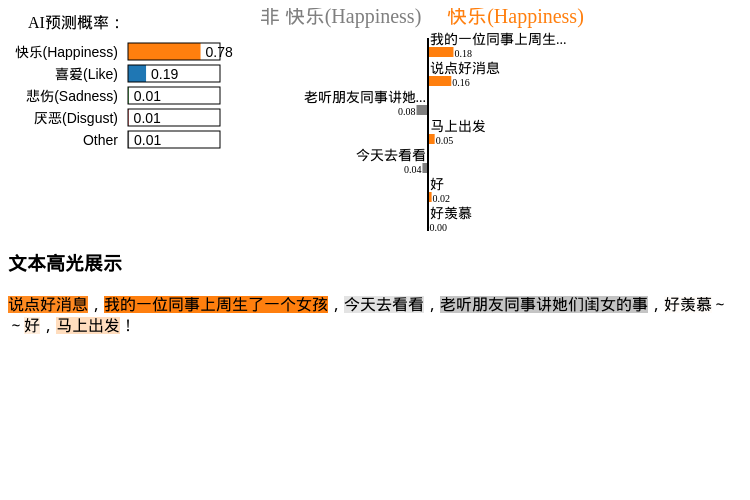 AI预测概率：
快乐(Happiness) 0.78
喜爱(Like) 0.19
悲伤(Sadness) 0.01
厌恶(Disgust) 0.01
Other 0.01
非 快乐(Happiness) 快乐(Happiness)
我的一位同事上周生...
0.18
说点好消息
0.16
老听朋友同事讲她...
0.08
马上出发
0.05
今天去看看
0.04
好
0.02
好羡慕
0.00
文本高光展示
说点好消息，我的一位同事上周生了一个女孩，今天去看看，老听朋友同事讲她们闺女的事，好羡慕～
～好，马上出发！